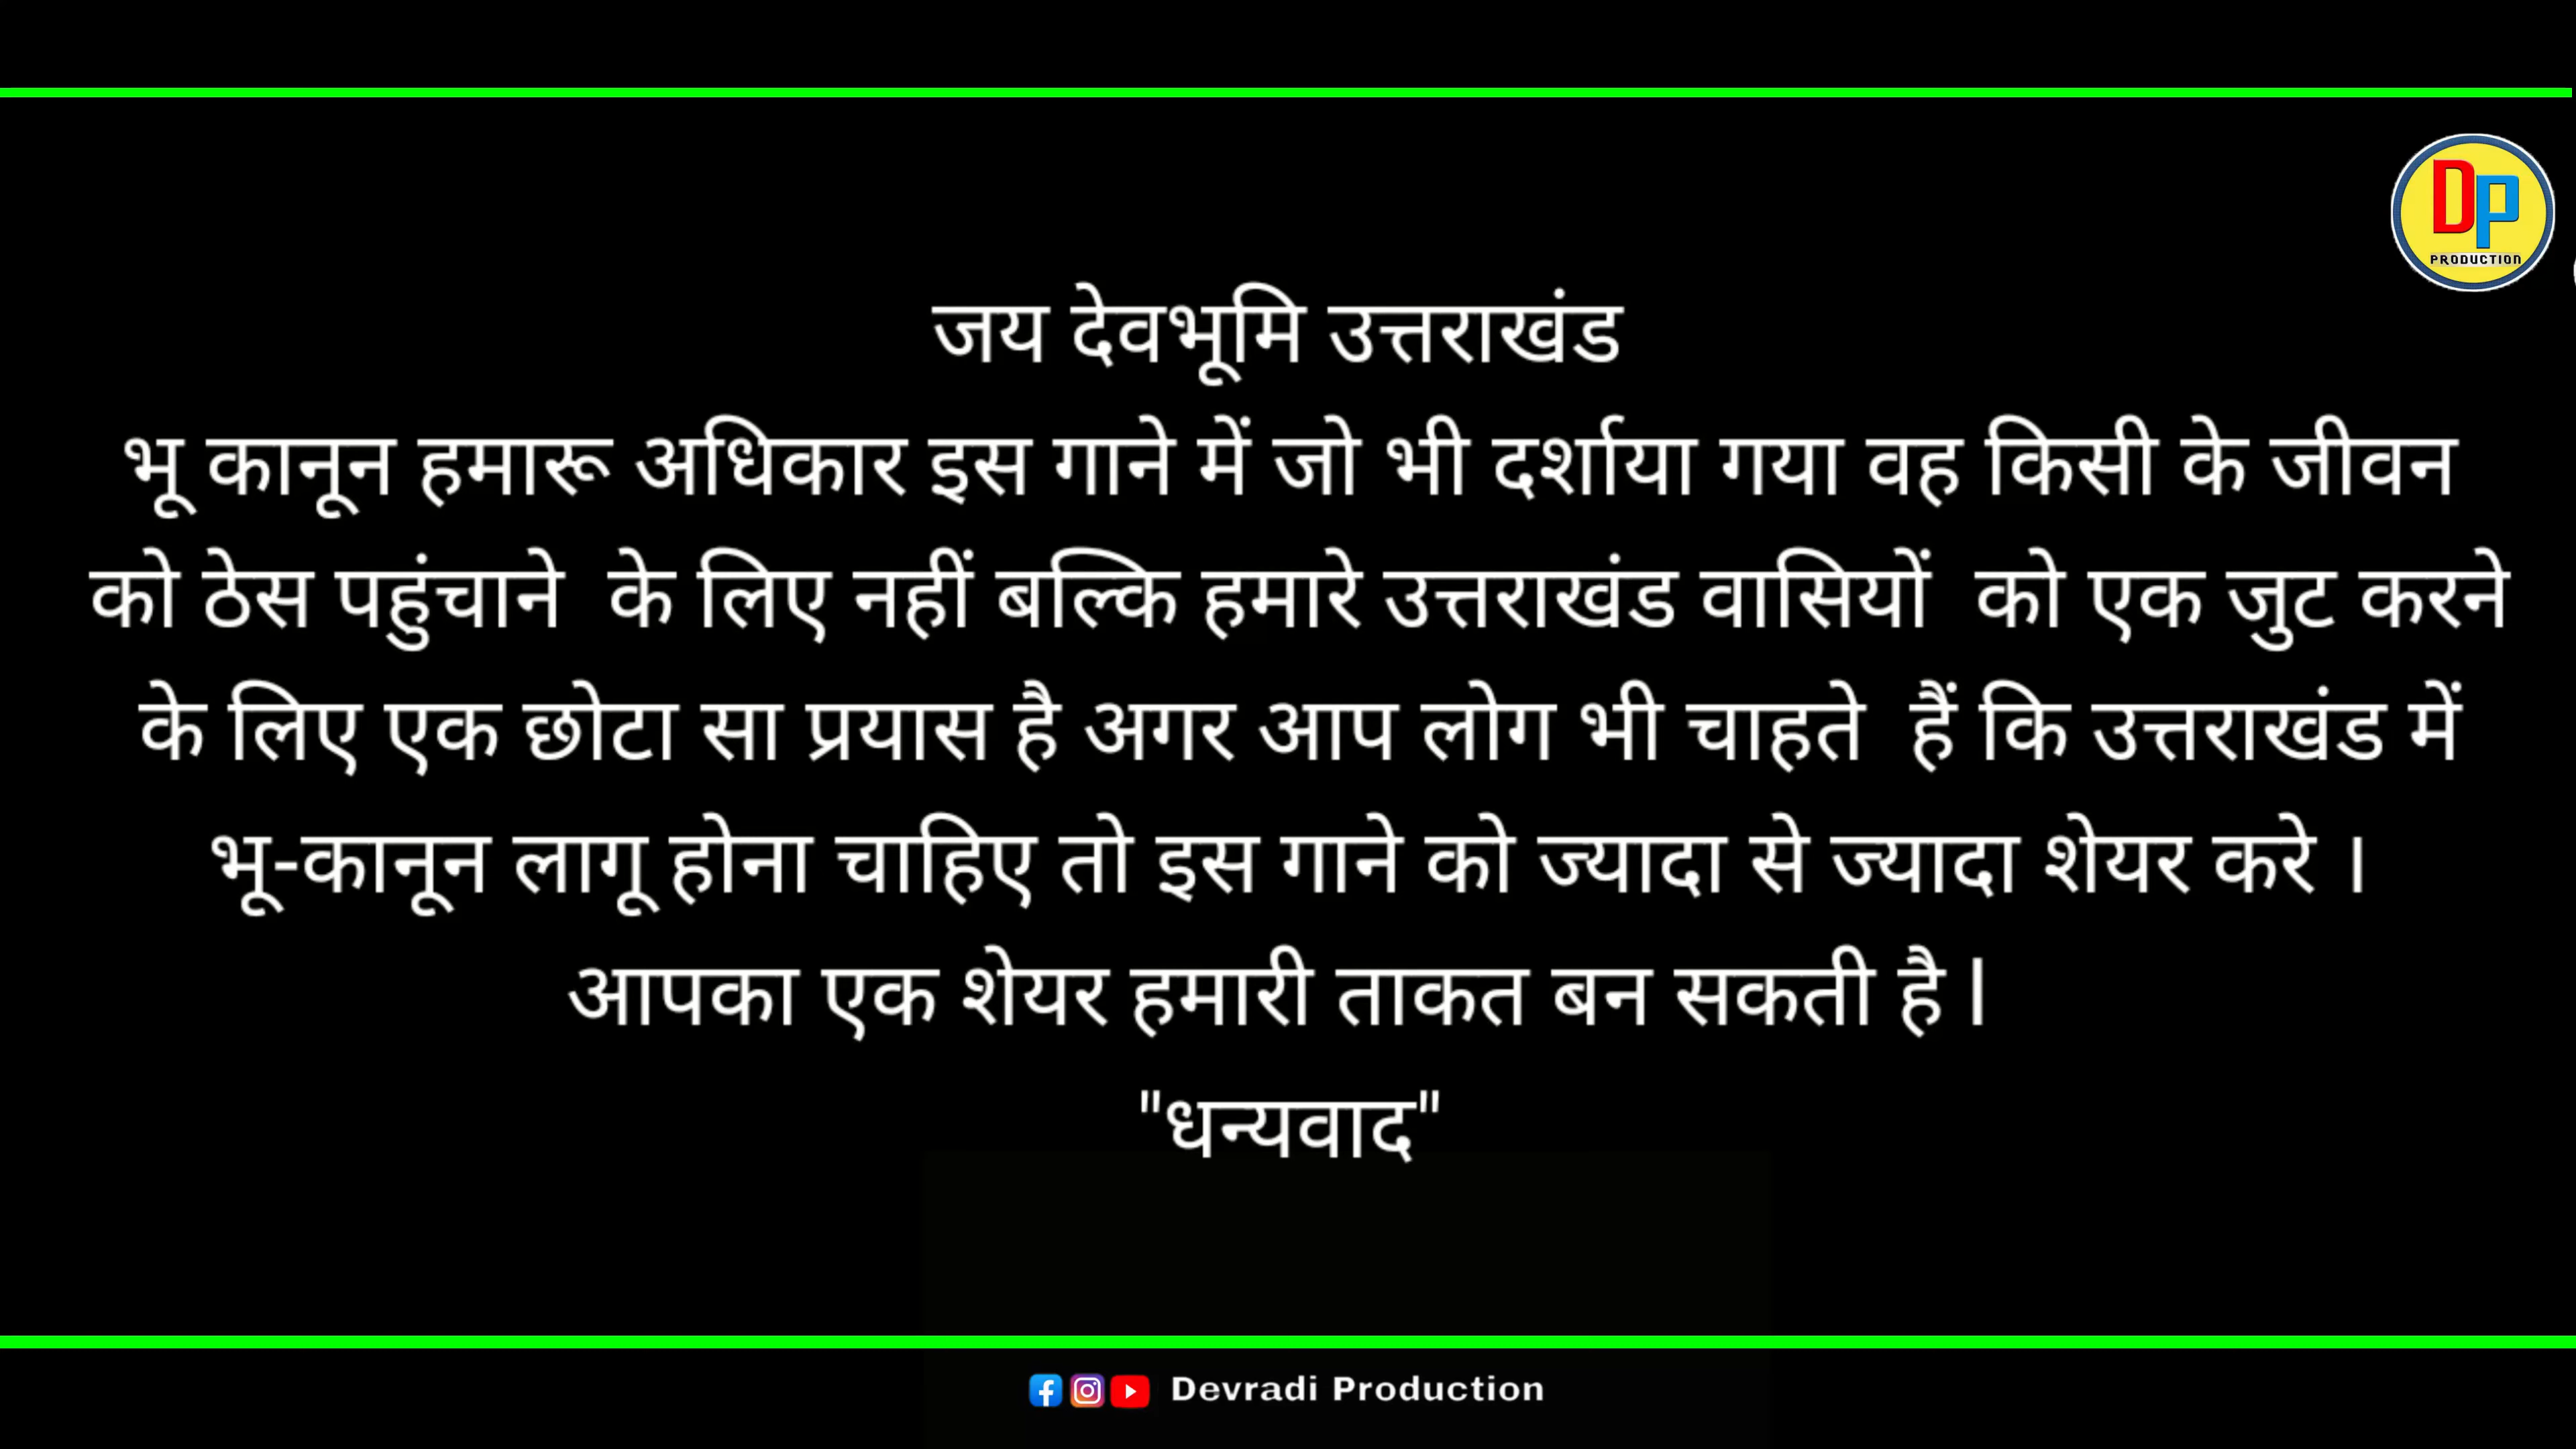 DP
PRODUCTION
जय देवभूमि उत्तराखंड
भू कानून हमारू अधिकार इस गाने में जो भी दर्शाया गया वह किसी के जीवन
को ठेस पहुंचाने  के लिए नहीं बल्कि हमारे उत्तराखंड वासियों  को एक जुट करने
के लिए एक छोटा सा प्रयास है अगर आप लोग भी चाहते  हैं कि उत्तराखंड में
भू-कानून लागू होना चाहिए तो इस गाने को ज्यादा से ज्यादा शेयर करे ।
आपका एक शेयर हमारी ताकत बन सकती है l
"धन्यवाद"
Devradi Production